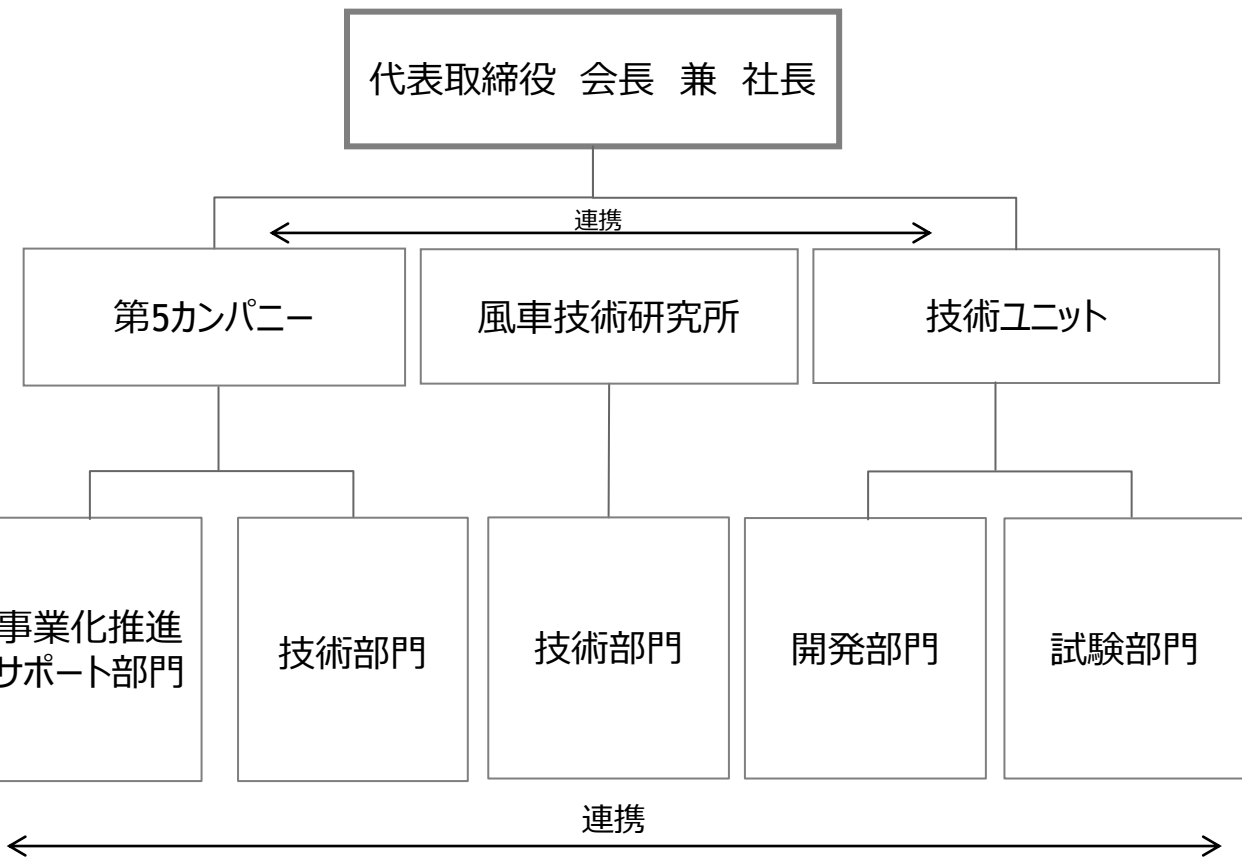 代表取締役 会長 兼 社長
連携
第5カンパニー
風車技術研究所
技術ユニット
事業化推進
サポート部門
技術部門
技術部門
開発部門
試験部門
連携